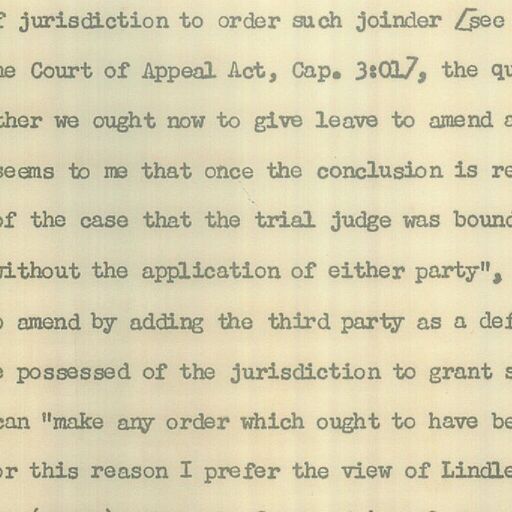 f jurisdiction to order such joinder [see
he Court of Appeal Act, Cap. 3:01], the qu
ther we ought now to give leave to amend a
seems to me that once the conclusion is re
of the case that the trial judge was bound
without the application of either party",
o amend by adding the third party as a def
e possessed of the jurisdiction to grant s
can "make any order which ought to have be
or this reason I prefer the view of Lindle